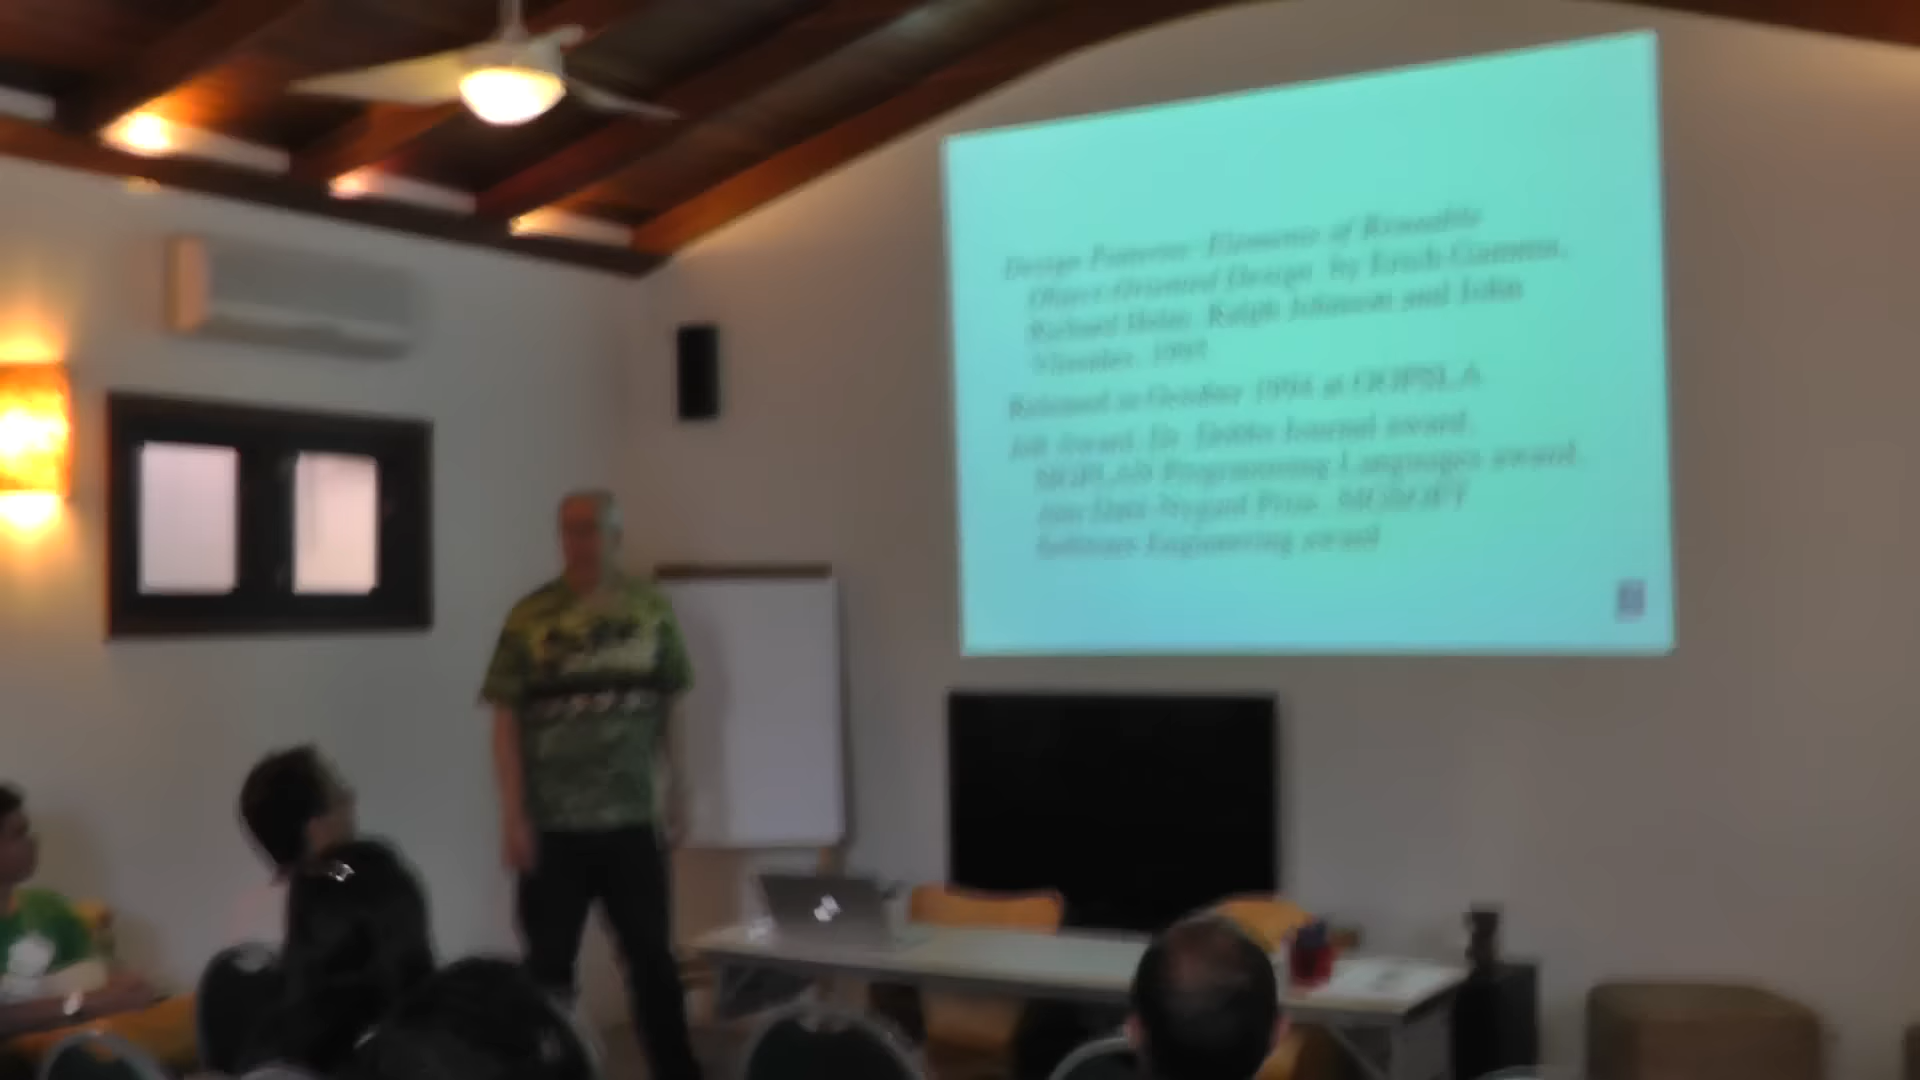 Design Patterns: Elements of Reusable
Object-Oriented Design, by Erich Gamma,
Richard Helm, Ralph Johnson and John
Vlissides, 1995
Released in October 1994 at OOPSLA
Jolt Award, Dr. Dobbs Journal award,
SIGPLAN Programming Languages award,
Dahl-Nygard Prize, SIGSOFT
Software Engineering award